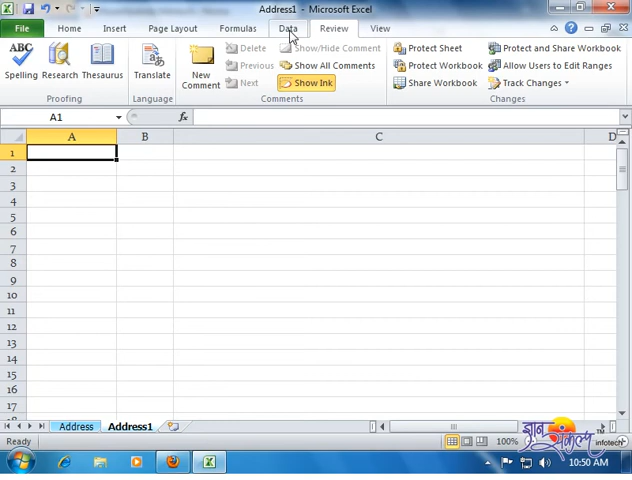 Address1 - Microsoft Excel
File Home Insert Page Layout Formulas Data Review View
ABC
Spelling Research Thesaurus
Proofing
Translate
Language
New Comment
Delete
Previous
Next
Show/Hide Comment
Show All Comments
Show Ink
Comments
Protect Sheet
Protect Workbook
Share Workbook
Protect and Share Workbook
Allow Users to Edit Ranges
Track Changes
Changes
A1 fx
A B C D
1
2
3
4
5
6
7
8
9
10
11
12
13
14
15
16
17
Address Address1
Ready 100%
ज्ञान संकल्प
infotech
10:50 AM